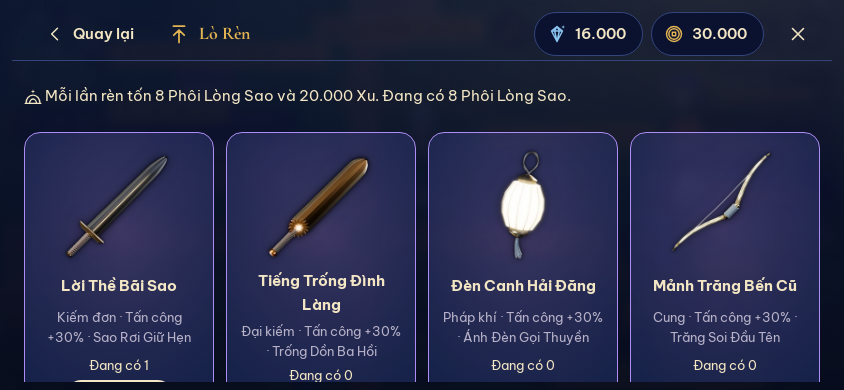 Quay lại
Lò Rèn
16.000
30.000
Mỗi lần rèn tốn 8 Phôi Lòng Sao và 20.000 Xu. Đang có 8 Phôi Lòng Sao.
Lời Thề Bãi Sao
Kiếm đơn · Tấn công
+30% · Sao Rơi Giữ Hẹn
Đang có 1
Tiếng Trống Đình
Làng
Đại kiếm · Tấn công +30%
· Trống Dồn Ba Hồi
Đang có 0
Đèn Canh Hải Đăng
Pháp khí · Tấn công +30%
· Ánh Đèn Gọi Thuyền
Đang có 0
Mảnh Trăng Bến Cũ
Cung · Tấn công +30% ·
Trăng Soi Đầu Tên
Đang có 0